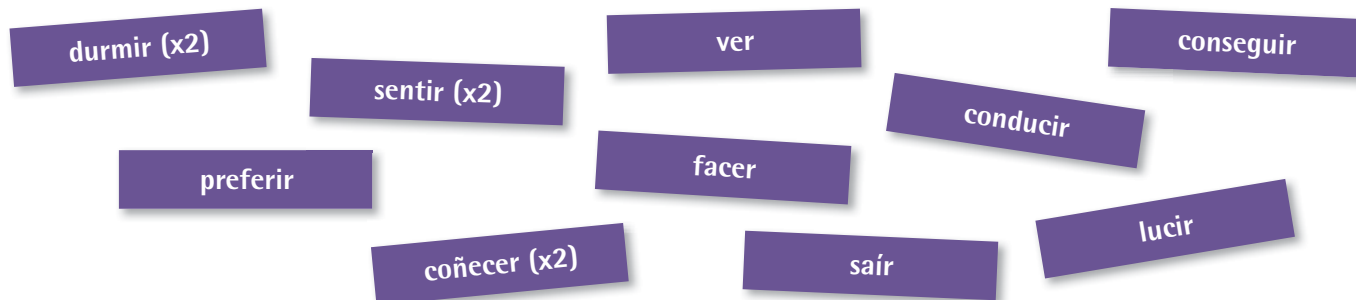 durmir (x2)
ver
conseguir
sentir (x2)
conducir
preferir
facer
coñecer (x2)
saír
lucir